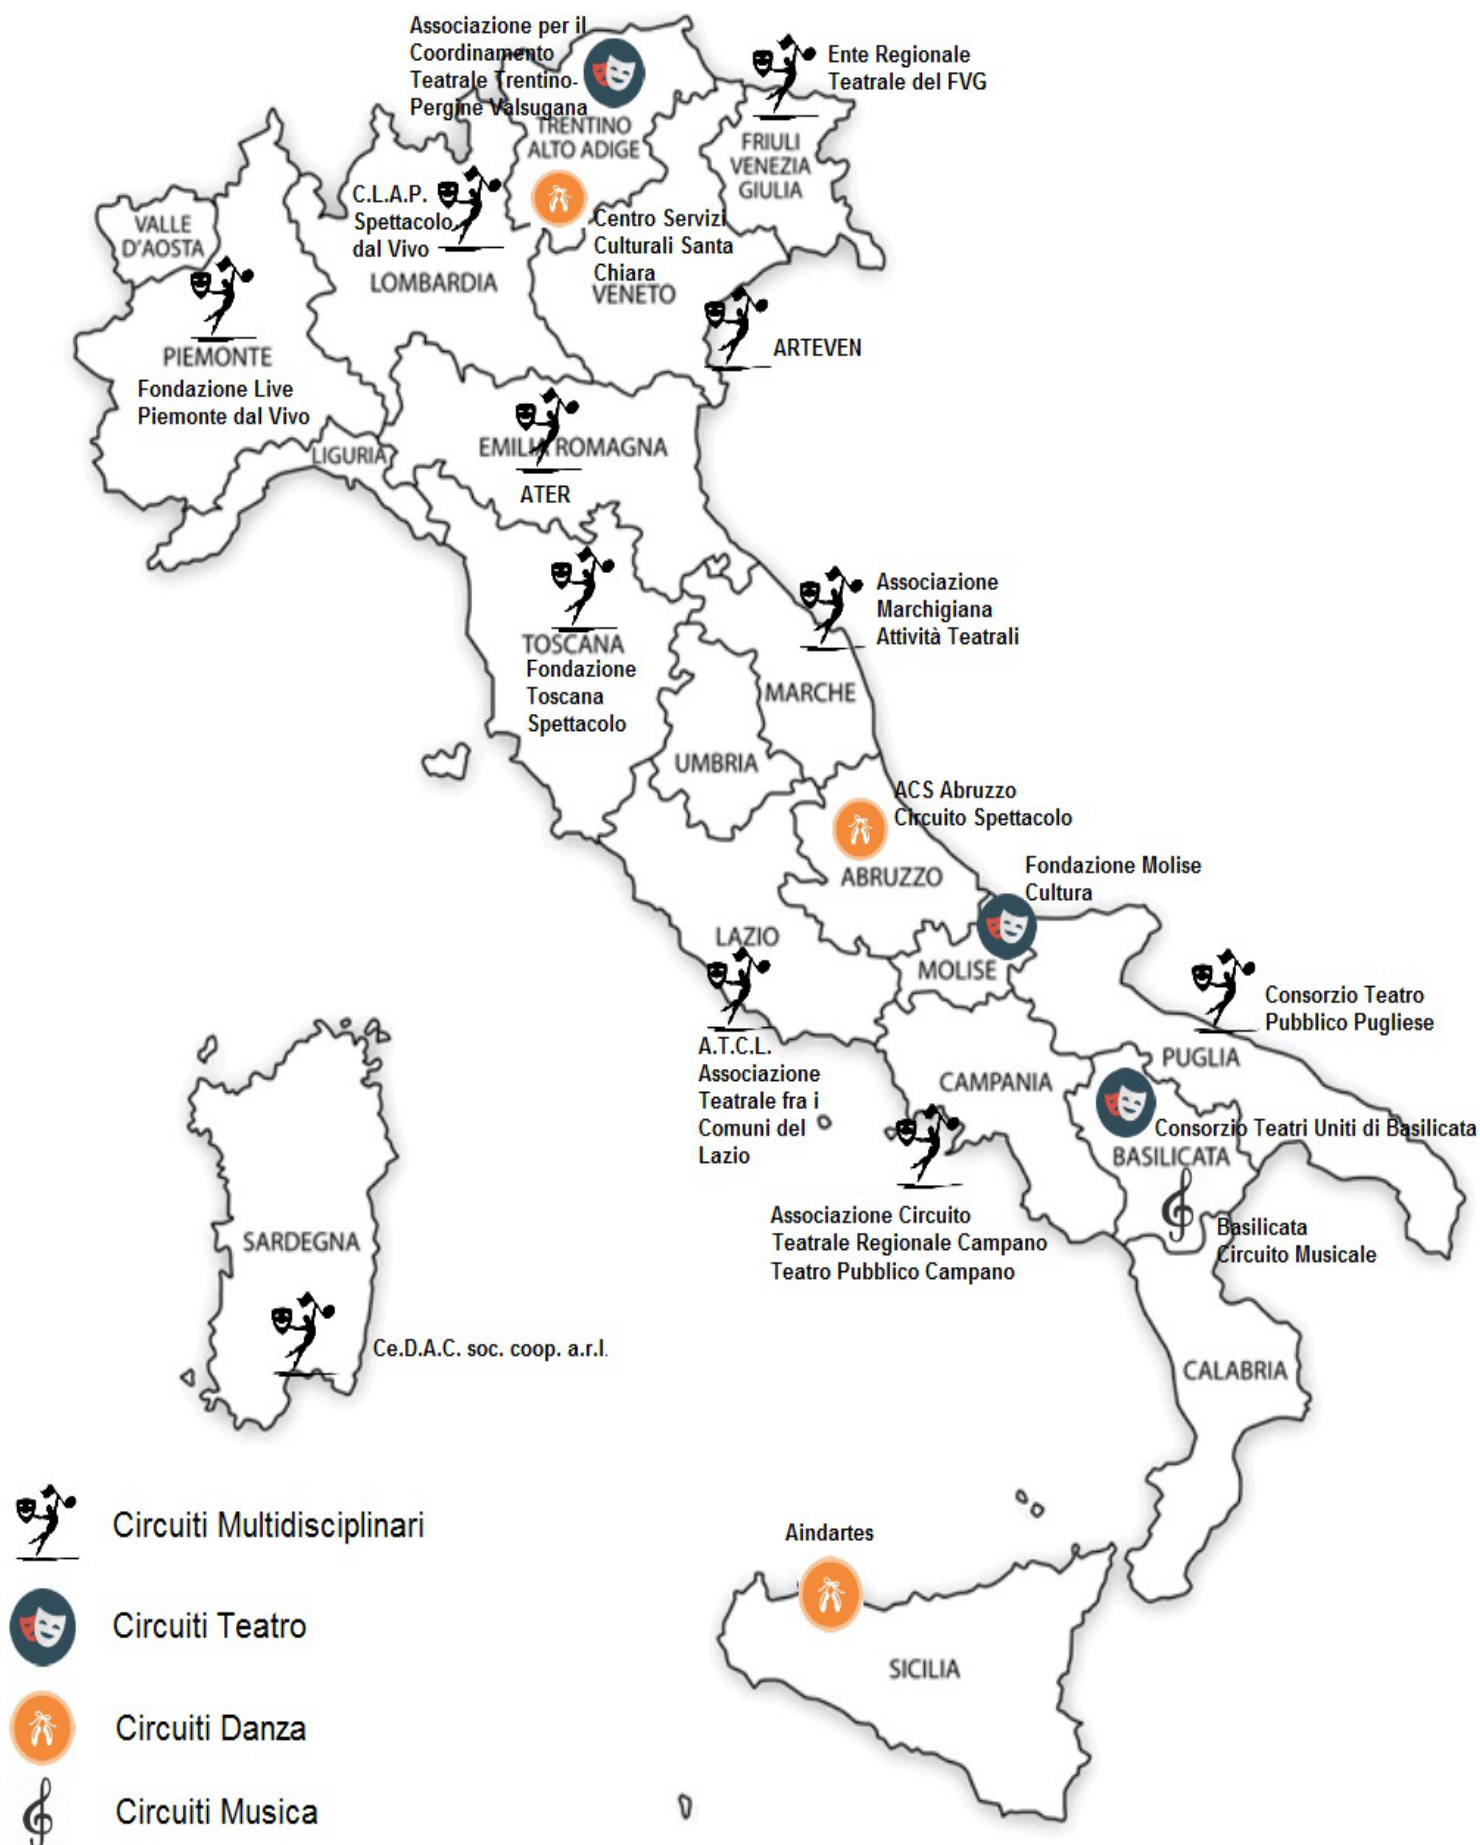 Associazione per il
Coordinamento
Teatrale Trentino-
Pergine Valsugana
Ente Regionale
Teatrale del FVG
TRENTINO
ALTO ADIGE
FRIULI
VENEZIA
GIULIA
C.L.A.P.
Spettacolo
dal Vivo
VALLE
D'AOSTA
Centro Servizi
Culturali Santa
Chiara
LOMBARDIA
VENETO
ARTEVEN
PIEMONTE
Fondazione Live
Piemonte dal Vivo
LIGURIA
EMILIA ROMAGNA
ATER
Associazione
Marchigiana
Attività Teatrali
TOSCANA
Fondazione
Toscana
Spettacolo
MARCHE
UMBRIA
ACS Abruzzo
Circuito Spettacolo
ABRUZZO
Fondazione Molise
Cultura
LAZIO
MOLISE
Consorzio Teatro
Pubblico Pugliese
A.T.C.L.
Associazione
Teatrale fra i
Comuni del
Lazio
PUGLIA
CAMPANIA
Consorzio Teatri Uniti di Basilicata
BASILICATA
Associazione Circuito
Teatrale Regionale Campano
Teatro Pubblico Campano
Basilicata
Circuito Musicale
SARDEGNA
Ce.D.A.C. soc. coop. a.r.l.
CALABRIA
Aindartes
SICILIA
Circuiti Multidisciplinari
Circuiti Teatro
Circuiti Danza
Circuiti Musica